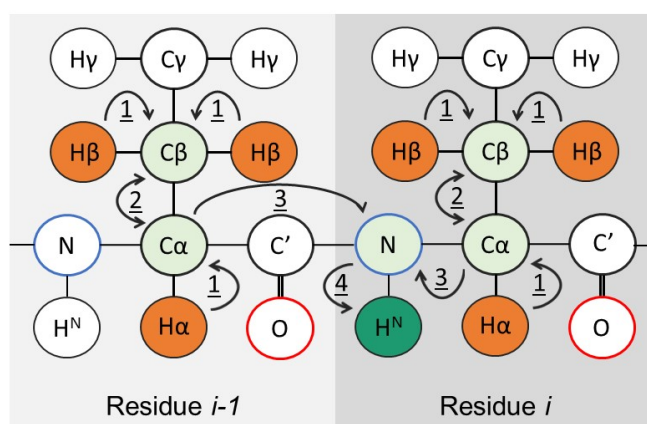 Hγ Cγ Hγ Hγ Cγ Hγ
1 1 1 1
Hβ Cβ Hβ Hβ Cβ Hβ
2 3 2
N Cα C’ N Cα C’
1 4 3 1
Hᴺ Hα O Hᴺ Hα O
Residue i-1 Residue i